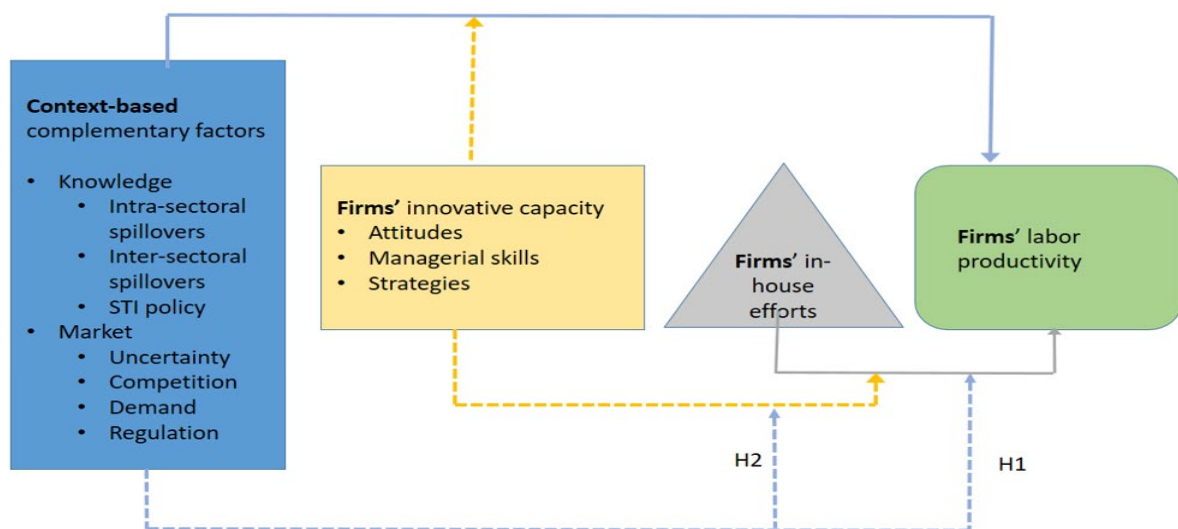 Context-based
complementary factors
• Knowledge
• Intra-sectoral
spillovers
• Inter-sectoral
spillovers
• STI policy
• Market
• Uncertainty
• Competition
• Demand
• Regulation
Firms' innovative capacity
• Attitudes
• Managerial skills
• Strategies
Firms' in-
house
efforts
Firms' labor
productivity
H2
H1